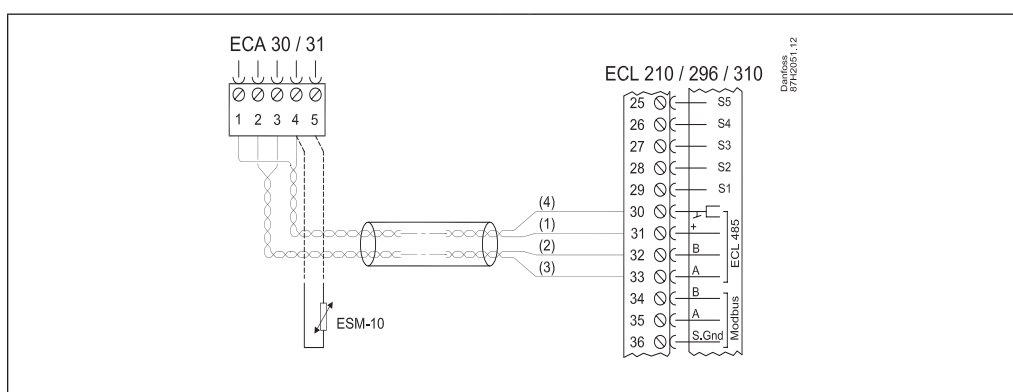 ECA 30 / 31
1 2 3 4 5
ESM-10
(4)
(1)
(2)
(3)
ECL 210 / 296 / 310
25 S5
26 S4
27 S3
28 S2
29 S1
30
31 +
32 B
33 A
34 B
35 A
36 S.Gnd
ECL 485
Modbus
Danfoss
87H2051.12